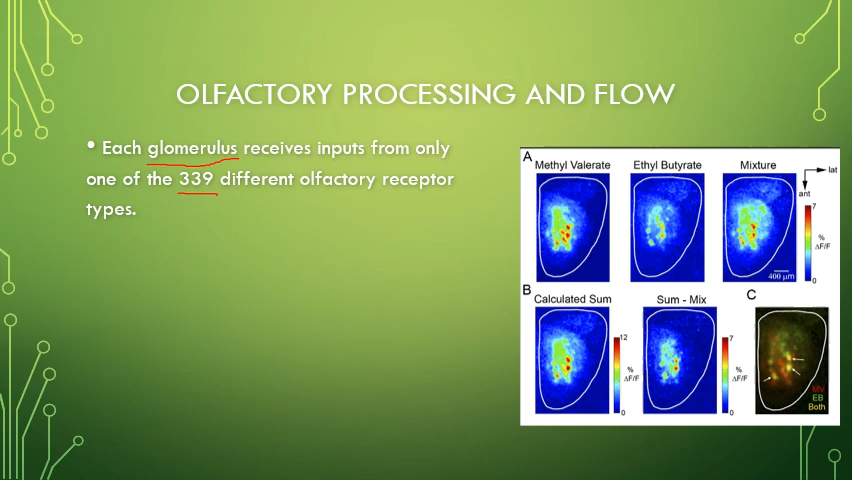 OLFACTORY PROCESSING AND FLOW
• Each glomerulus receives inputs from only
one of the 339 different olfactory receptor
types.
A
Methyl Valerate
Ethyl Butyrate
Mixture
lat
ant
7
%
ΔF/F
0
400 µm
B
Calculated Sum
Sum - Mix
C
12
%
ΔF/F
0
7
%
ΔF/F
0
MV
EB
Both